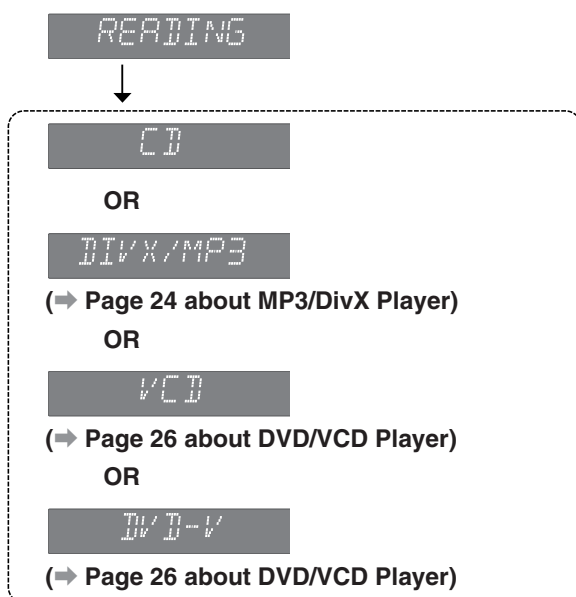 READING
CD
OR
DIVX/MP3
(➡ Page 24 about MP3/DivX Player)
OR
VCD
(➡ Page 26 about DVD/VCD Player)
OR
DVD-V
(➡ Page 26 about DVD/VCD Player)